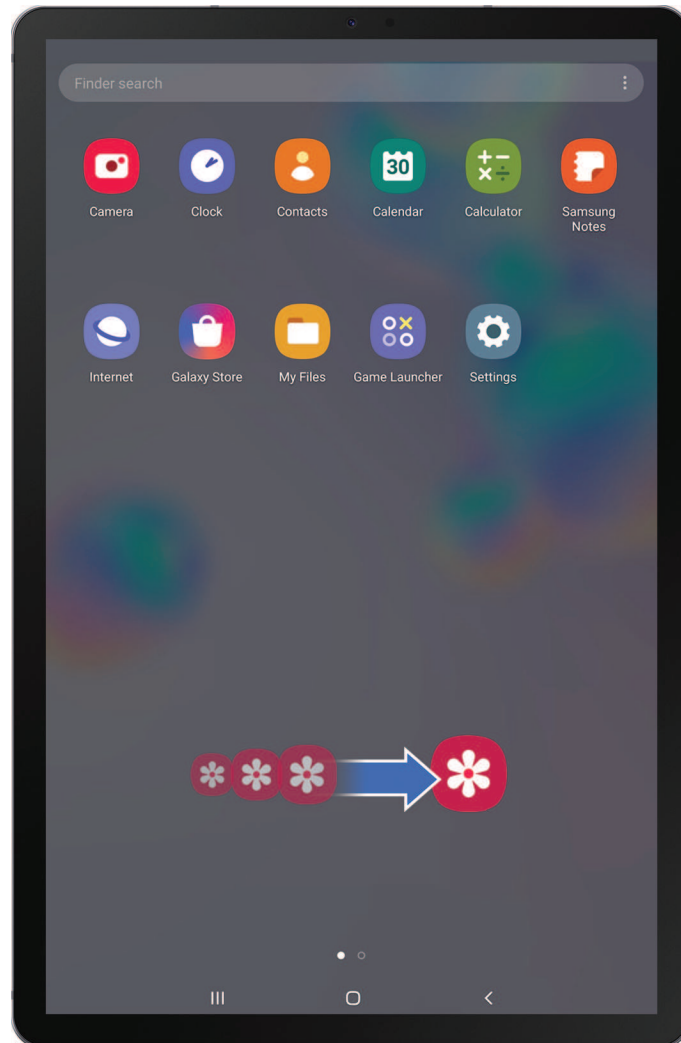 Finder search
Camera
Clock
Contacts
30
Calendar
Calculator
Samsung
Notes
Internet
Galaxy Store
My Files
Game Launcher
Settings